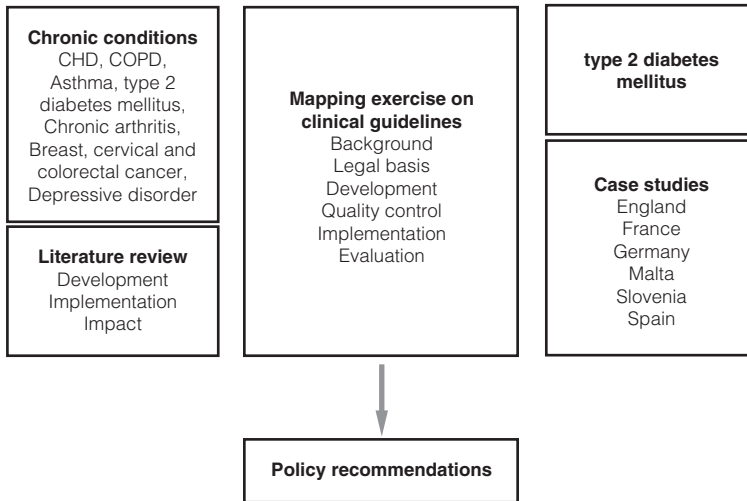 Chronic conditions
CHD, COPD,
Asthma, type 2
diabetes mellitus,
Chronic arthritis,
Breast, cervical and
colorectal cancer,
Depressive disorder
Literature review
Development
Implementation
Impact
Mapping exercise on
clinical guidelines
Background
Legal basis
Development
Quality control
Implementation
Evaluation
type 2 diabetes
mellitus
Case studies
England
France
Germany
Malta
Slovenia
Spain
Policy recommendations